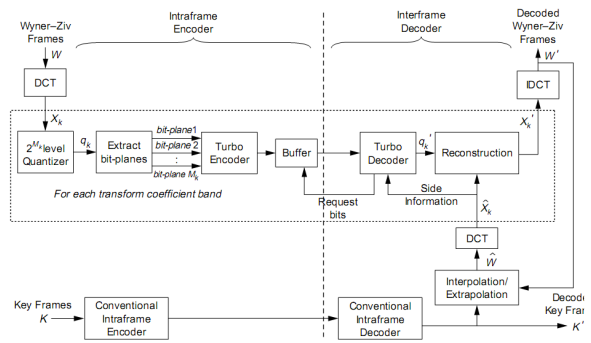 Wyner–Ziv
Frames
W
Intraframe
Encoder
Interframe
Decoder
Decoded
Wyner–Ziv
Frames
W'
DCT
IDCT
X_k
X_k'
2^{M_k} level
Quantizer
q_k
Extract
bit-planes
bit-plane 1
bit-plane 2
:
bit-plane M_k
Turbo
Encoder
Buffer
Turbo
Decoder
q_k'
Reconstruction
For each transform coefficient band
Request
bits
Side
Information
X̂_k
DCT
Ŵ
Interpolation/
Extrapolation
Key Frames
K
Conventional
Intraframe
Encoder
Conventional
Intraframe
Decoder
Decod
Key Fram
K'